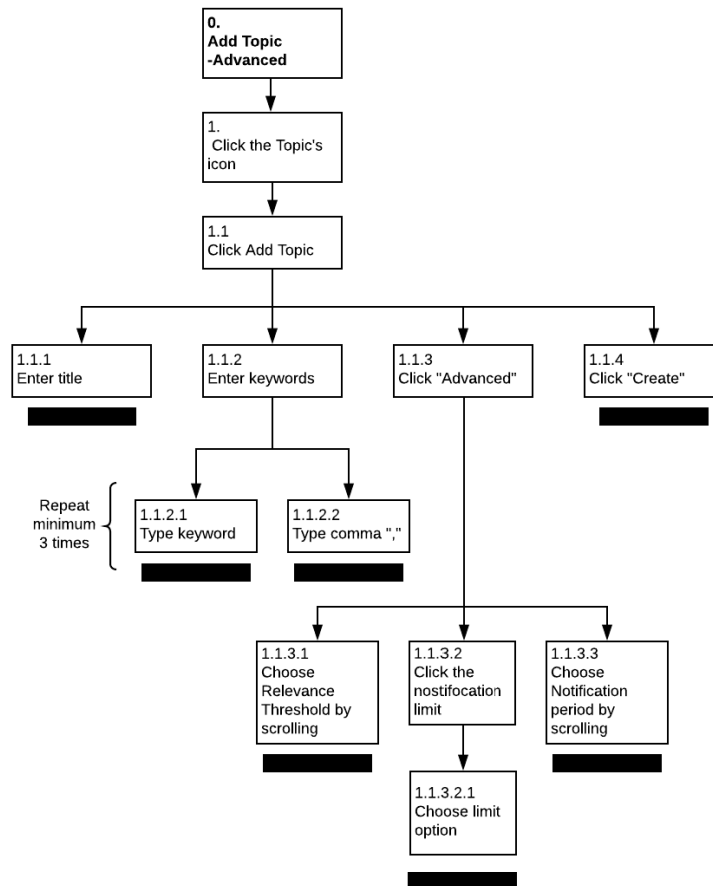 0.
Add Topic
-Advanced
1.
Click the Topic's
icon
1.1
Click Add Topic
1.1.1
Enter title
1.1.2
Enter keywords
1.1.3
Click "Advanced"
1.1.4
Click "Create"
Repeat
minimum
3 times
1.1.2.1
Type keyword
1.1.2.2
Type comma ","
1.1.3.1
Choose
Relevance
Threshold by
scrolling
1.1.3.2
Click the
nostifocation
limit
1.1.3.3
Choose
Notification
period by
scrolling
1.1.3.2.1
Choose limit
option